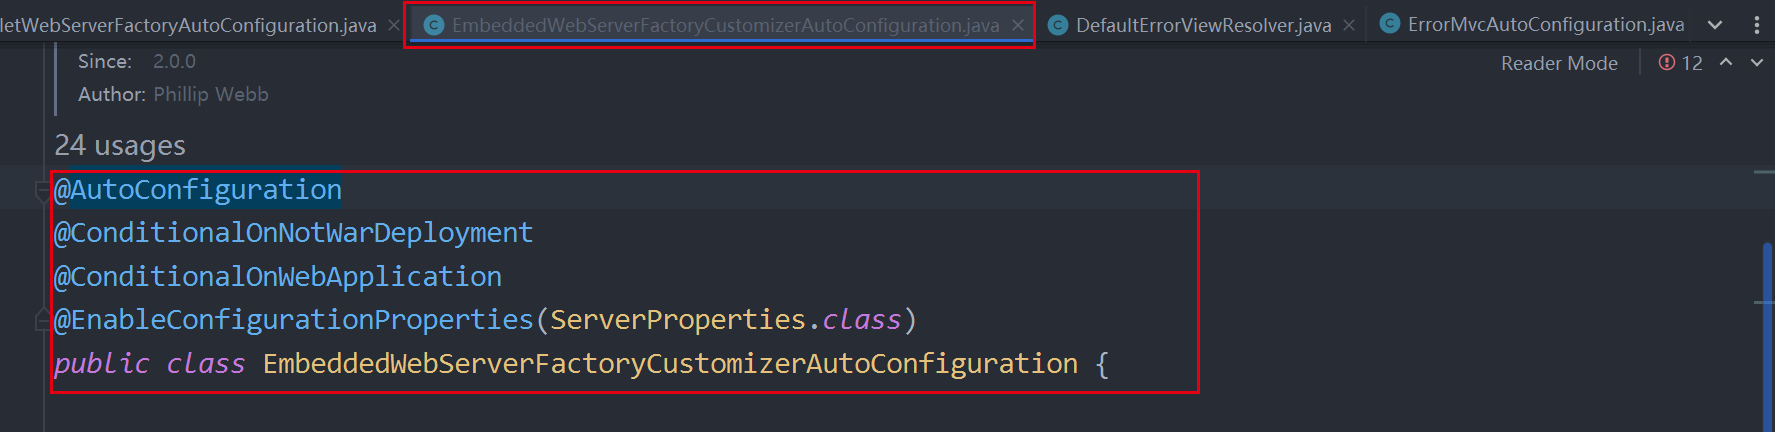 letWebServerFactoryAutoConfiguration.java EmbeddedWebServerFactoryCustomizerAutoConfiguration.java DefaultErrorViewResolver.java ErrorMvcAutoConfiguration.java
Since: 2.0.0
Reader Mode 12
Author: Phillip Webb
24 usages
@AutoConfiguration
@ConditionalOnNotWarDeployment
@ConditionalOnWebApplication
@EnableConfigurationProperties(ServerProperties.class)
public class EmbeddedWebServerFactoryCustomizerAutoConfiguration {